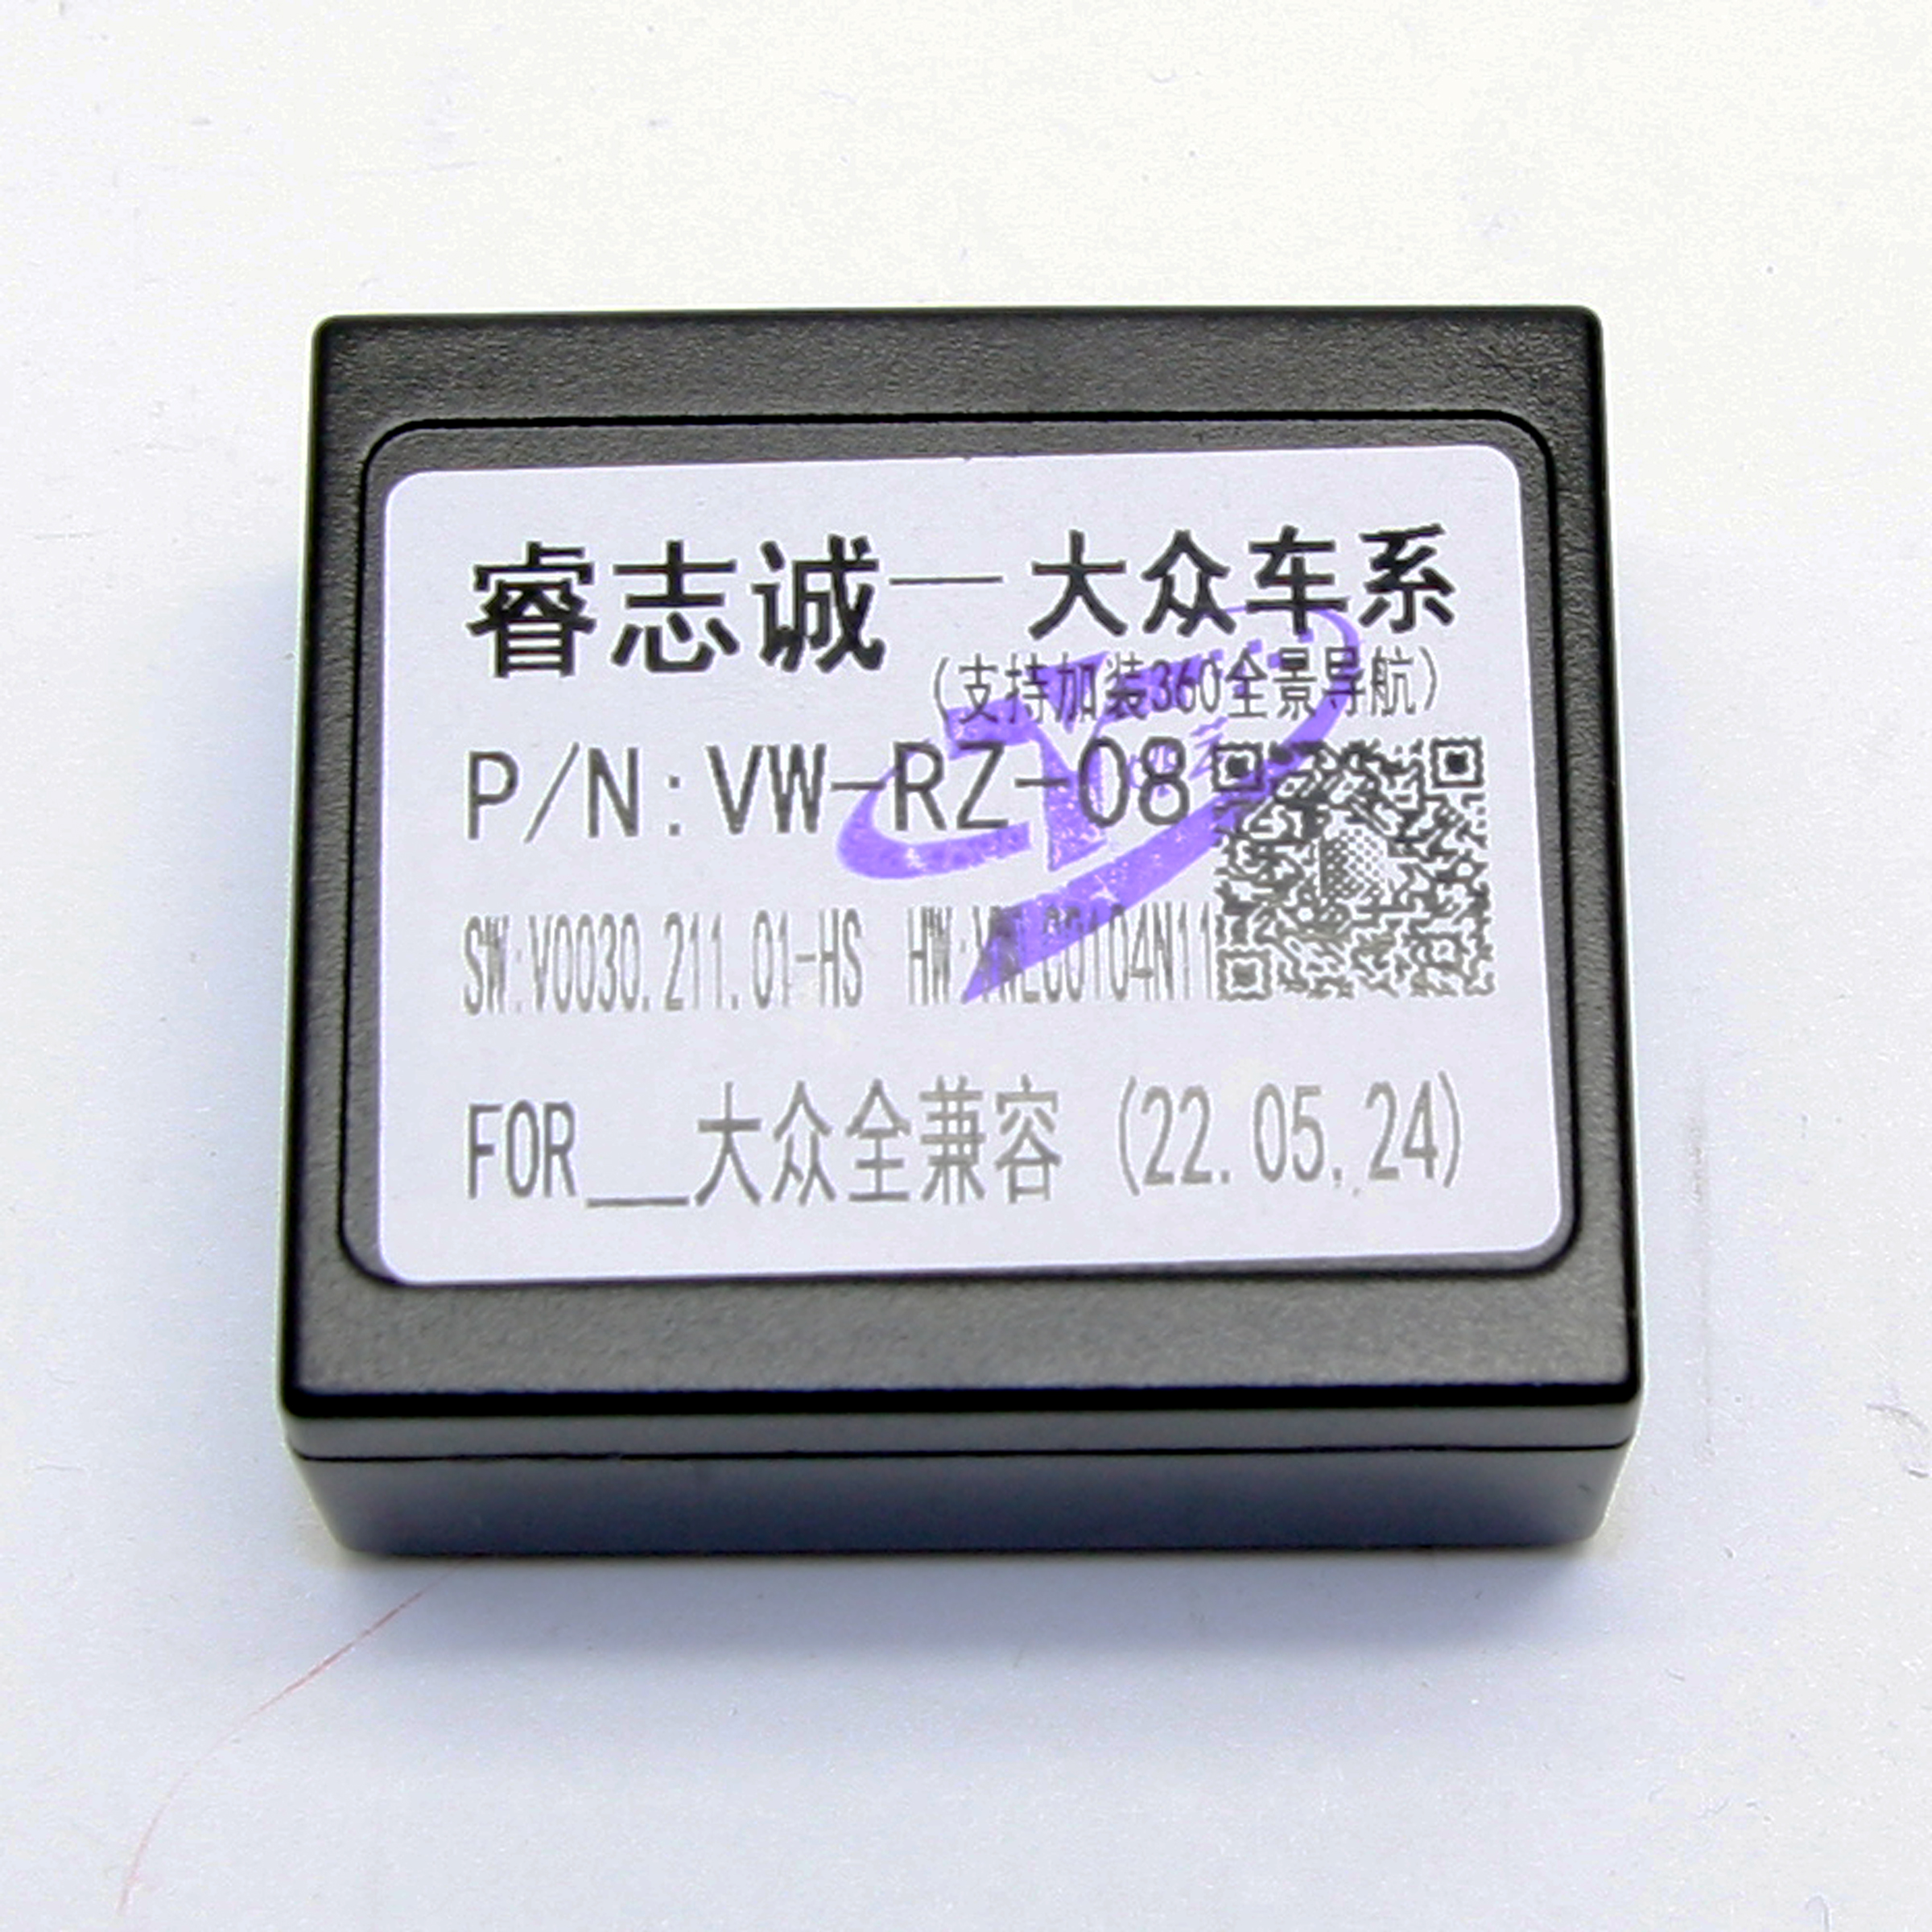 睿志诚—大众车系
(支持加装360全景导航)
P/N:VW-RZ-08
SW:V0030.211.01-HS HW:
FOR___大众全兼容 (22.05.24)